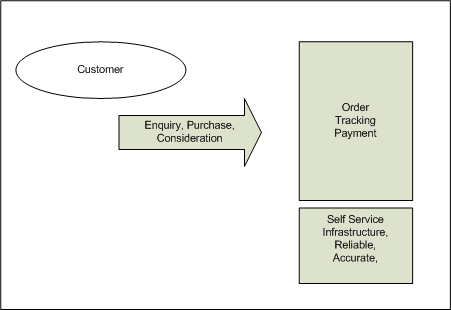 Customer
Enquiry, Purchase,
Consideration
Order
Tracking
Payment
Self Service
Infrastructure,
Reliable,
Accurate,